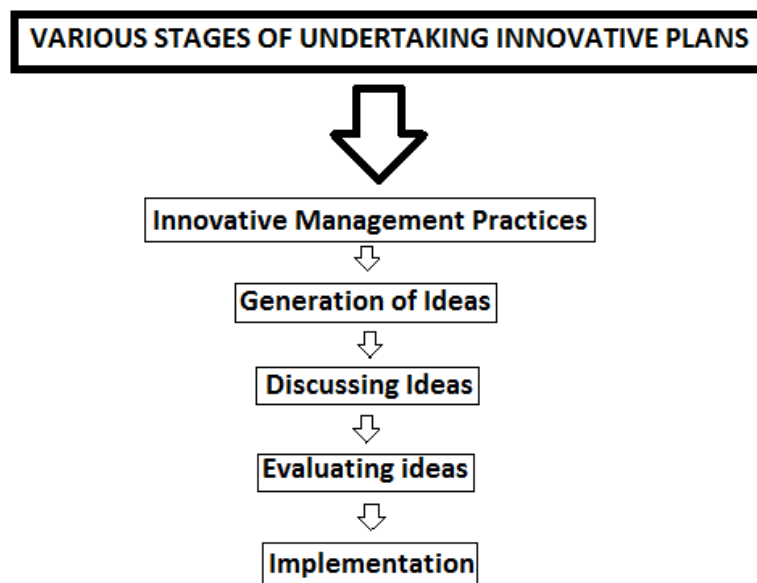 VARIOUS STAGES OF UNDERTAKING INNOVATIVE PLANS
Innovative Management Practices
Generation of Ideas
Discussing Ideas
Evaluating ideas
Implementation